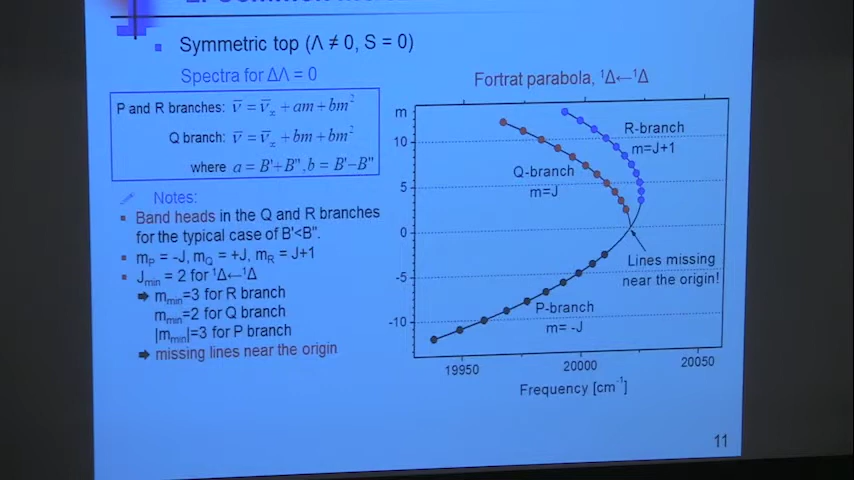 Symmetric top (Λ ≠ 0, S = 0)
Spectra for ΔΛ = 0
P and R branches: ν̅ = ν̅∞ + am + bm²
Q branch: ν̅ = ν̅∞ + bm + bm²
where a = B'+B", b = B'−B"
Notes:
Band heads in the Q and R branches
for the typical case of B'<B".
m_P = -J, m_Q = +J, m_R = J+1
J_min = 2 for ¹Δ←¹Δ
m_min=3 for R branch
m_min=2 for Q branch
|m_min|=3 for P branch
missing lines near the origin
Fortrat parabola, ¹Δ←¹Δ
m
10
5
0
-5
-10
R-branch
m=J+1
Q-branch
m=J
Lines missing
near the origin!
P-branch
m= -J
19950
20000
20050
Frequency [cm⁻¹]
11